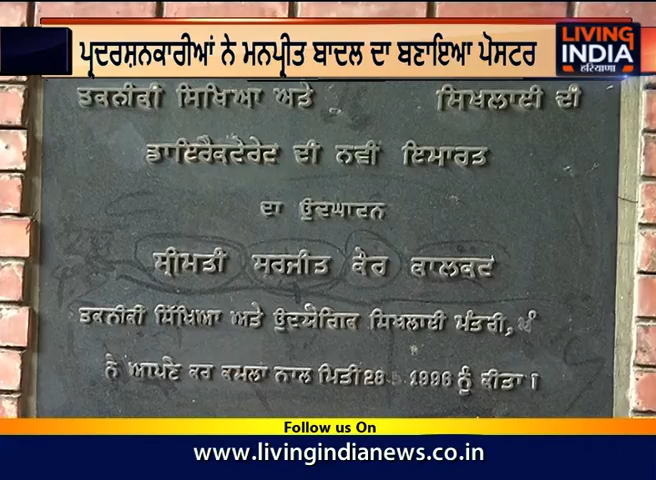 ਪ੍ਰਦਰਸ਼ਨਕਾਰੀਆਂ ਨੇ ਮਨਪ੍ਰੀਤ ਬਾਦਲ ਦਾ ਬਣਾਇਆ ਪੋਸਟਰ
LIVING
INDIA
हरियाणा
ਤਕਨੀਕੀ ਸਿਖਿਆ ਅਤੇ ਸਿਖਲਾਈ ਦੀ
ਡਾਇਰੈਕਟੋਰੇਟ ਦੀ ਨਵੀਂ ਇਮਾਰਤ
ਦਾ ਉਦਘਾਟਨ
ਸ੍ਰੀਮਤੀ ਸਰਜੀਤ ਕੌਰ ਕਾਲਕਟ
ਤਕਨੀਕੀ ਸਿੱਖਿਆ ਅਤੇ ਉਦਯੋਗਿਕ ਸਿਖਲਾਈ ਮੰਤਰੀ,
ਨੇ ਆਪਣੇ ਕਰ ਕਮਲਾਂ ਨਾਲ ਮਿਤੀ 28 1996 ਨੂੰ ਕੀਤਾ।
Follow us On
www.livingindianews.co.in